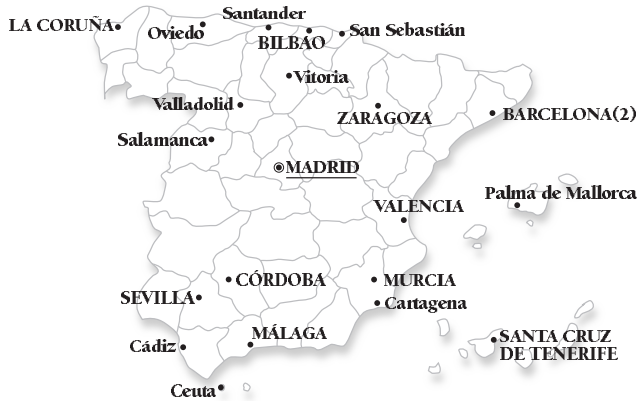 Santander
LA CORUÑA
Oviedo
San Sebastián
BILBAO
Vitoria
Valladolid
ZARAGOZA
BARCELONA(2)
Salamanca
MADRID
Palma de Mallorca
VALENCIA
CÓRDOBA
MURCIA
SEVILLA
Cartagena
MÁLAGA
SANTA CRUZ
DE TENERIFE
Cádiz
Ceuta